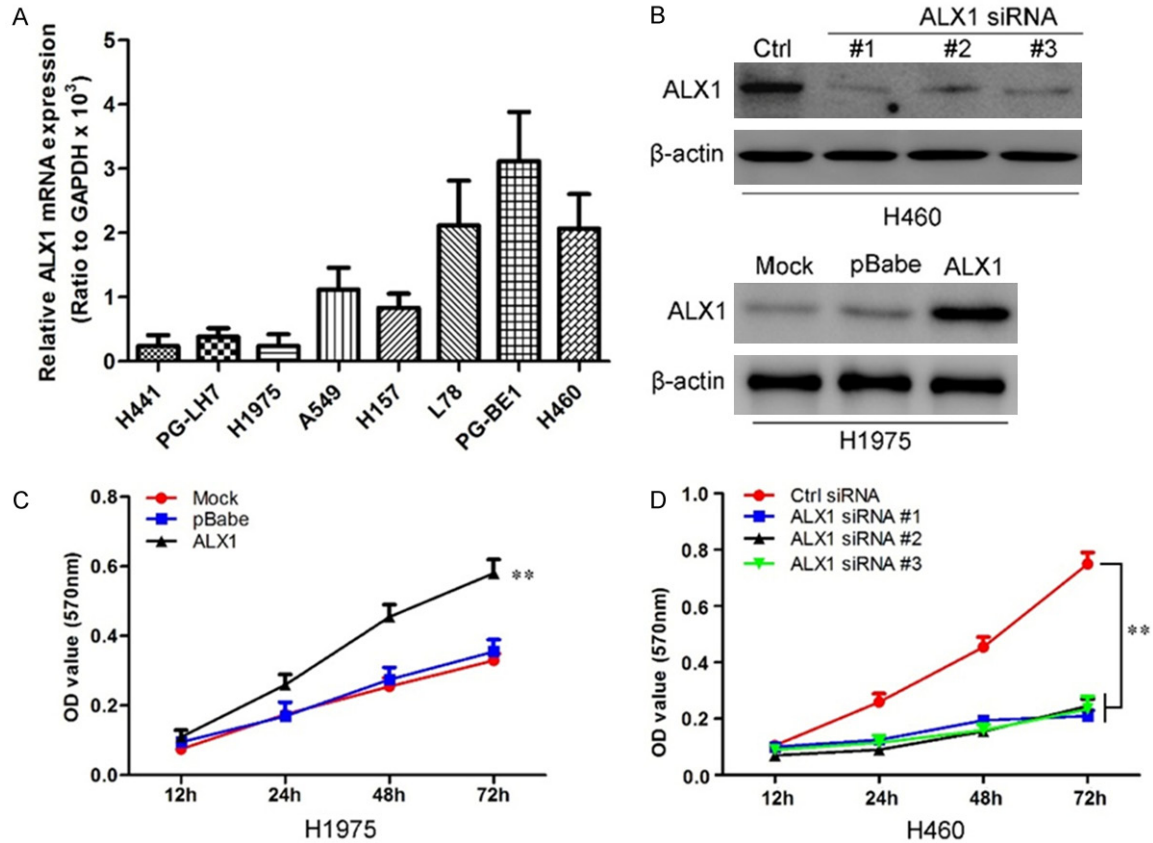 A
Relative ALX1 mRNA expression
(Ratio to GAPDH x 10³)
5
4
3
2
1
0
H441
PG-LH7
H1975
A549
H157
L78
PG-BE1
H460
B
ALX1 siRNA
Ctrl #1 #2 #3
ALX1
β-actin
H460
Mock pBabe ALX1
ALX1
β-actin
H1975
C
Mock
pBabe
ALX1
OD value (570nm)
0.8
0.6
0.4
0.2
0.0
**
12h 24h 48h 72h
H1975
D
Ctrl siRNA
ALX1 siRNA #1
ALX1 siRNA #2
ALX1 siRNA #3
OD value (570nm)
1.0
0.8
0.6
0.4
0.2
0.0
**
12h 24h 48h 72h
H460